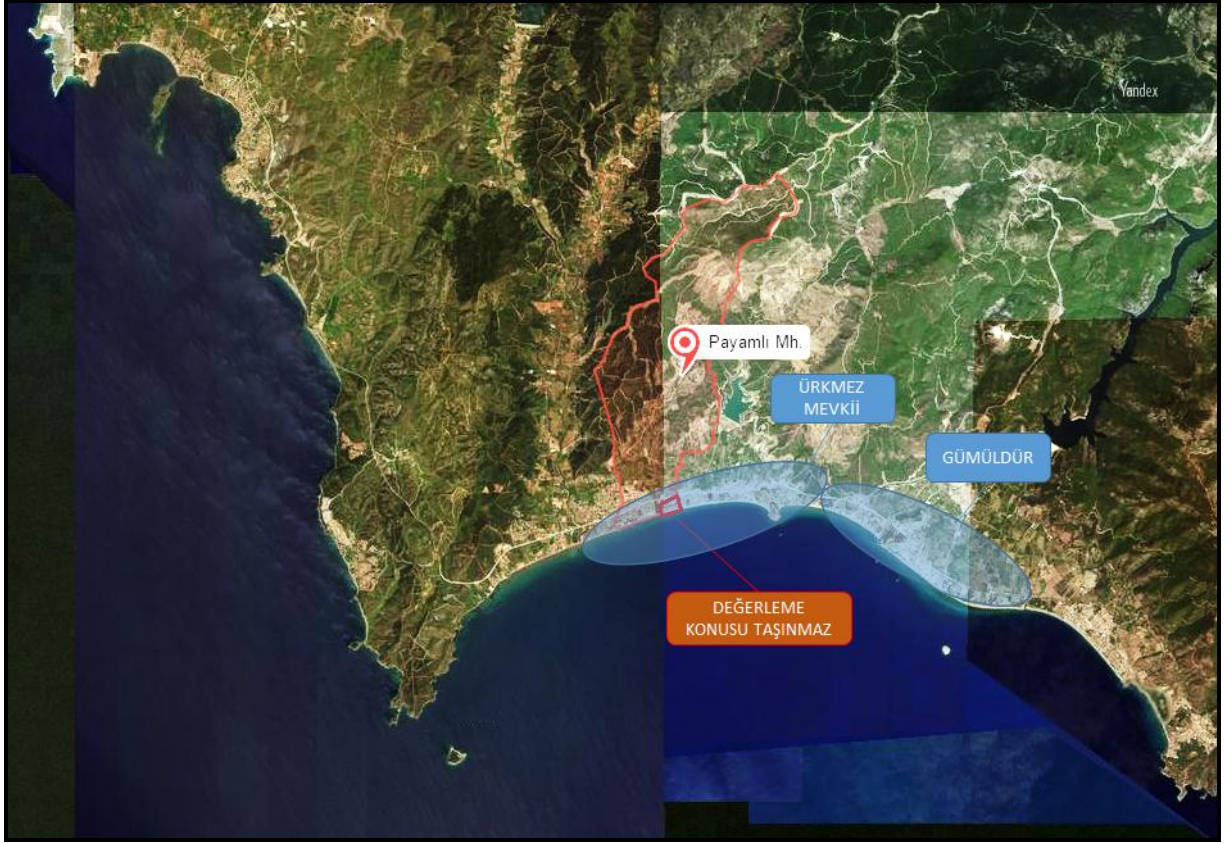 Yandex
Payamlı Mh.
ÜRKMEZ
MEVKİİ
GÜMÜLDÜR
DEĞERLEME
KONUSU TAŞINMAZ